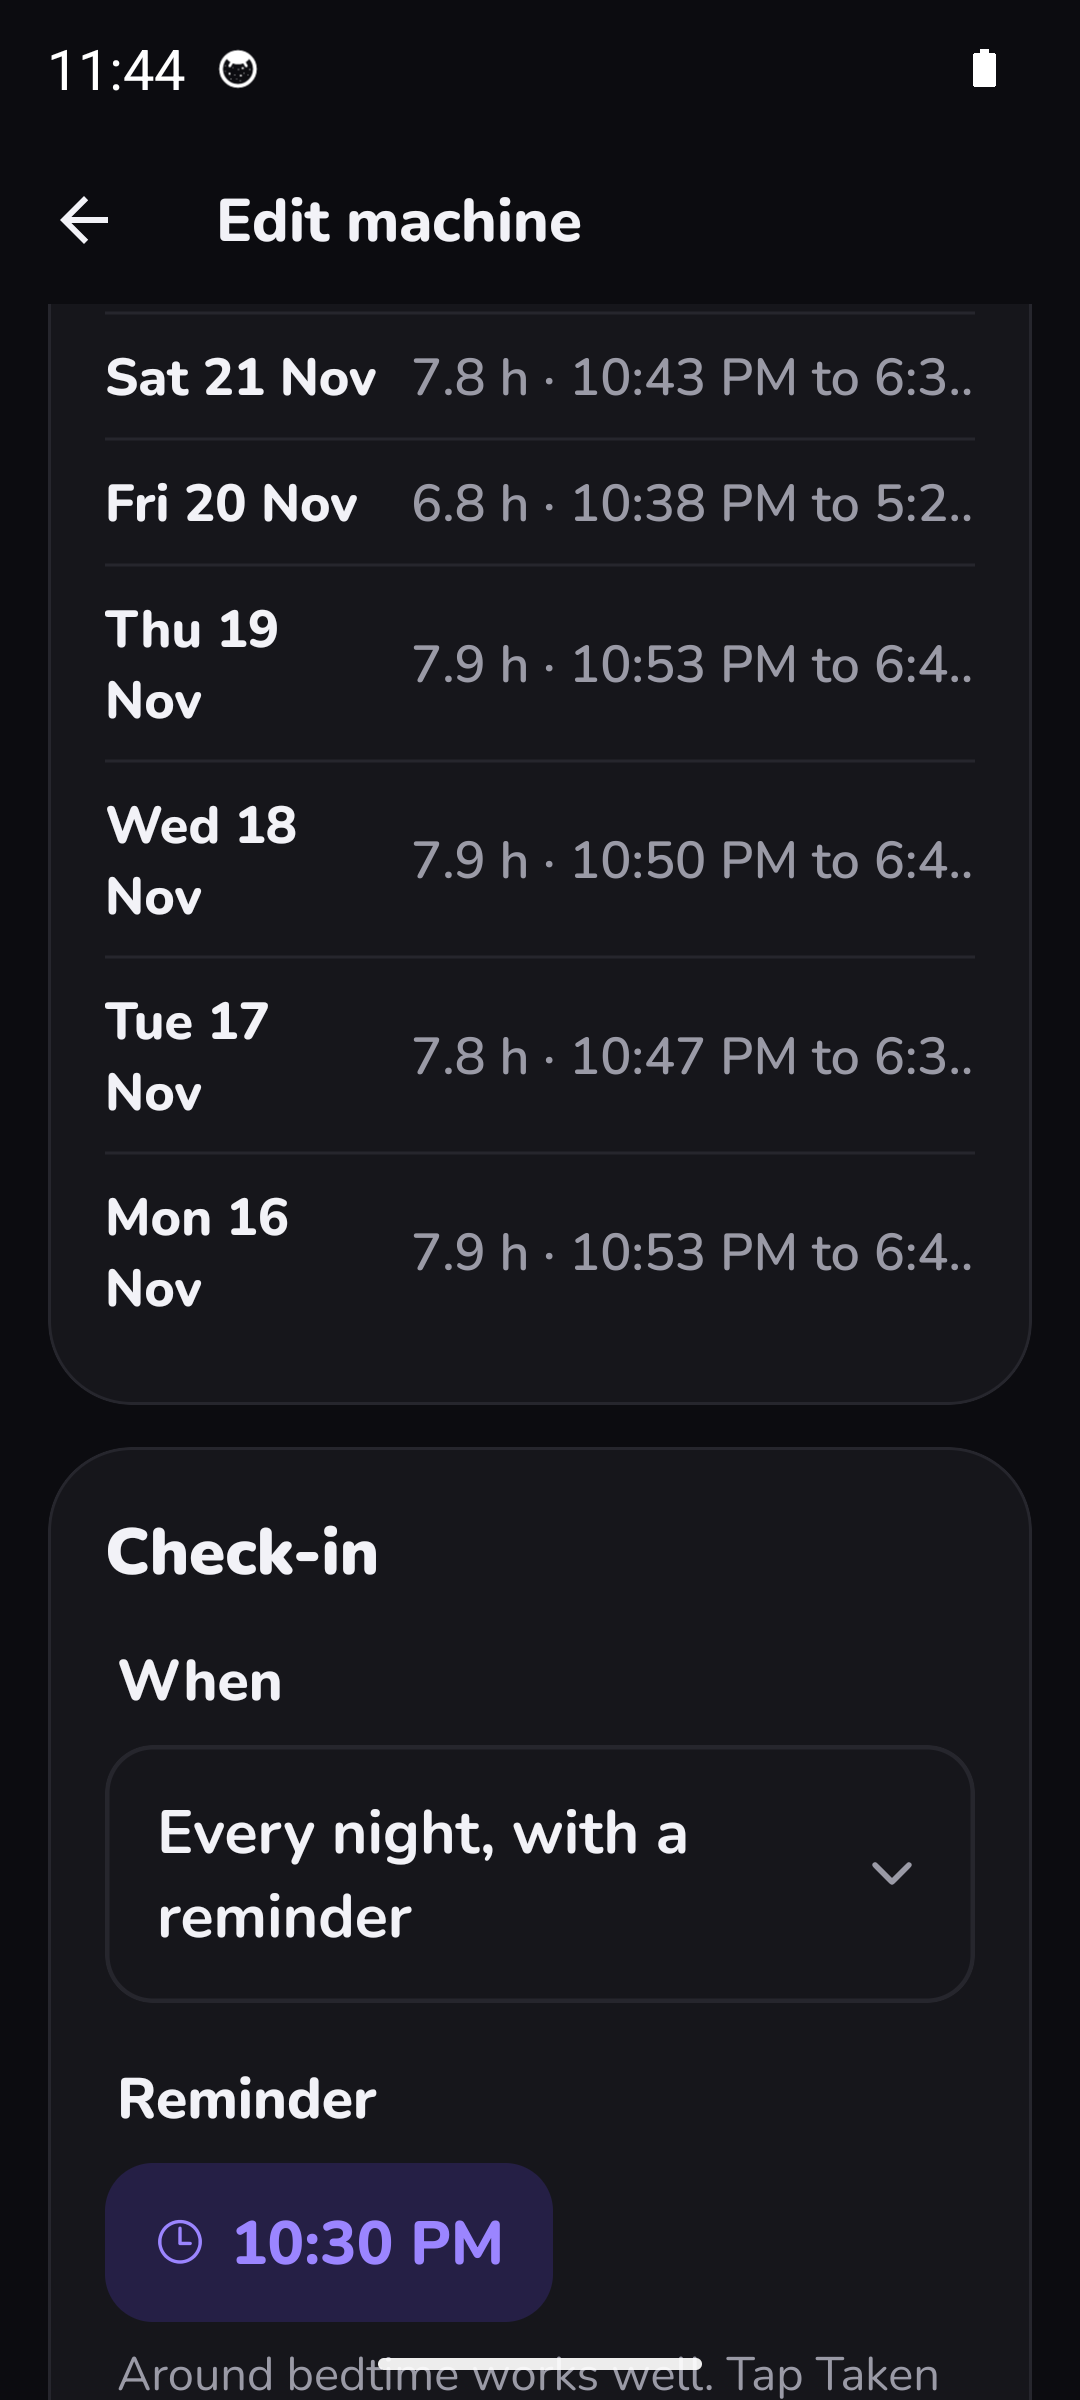 11:44
Edit machine
Sat 21 Nov 7.8 h · 10:43 PM to 6:3..
Fri 20 Nov 6.8 h · 10:38 PM to 5:2..
Thu 19
Nov
7.9 h · 10:53 PM to 6:4..
Wed 18
Nov
7.9 h · 10:50 PM to 6:4..
Tue 17
Nov
7.8 h · 10:47 PM to 6:3..
Mon 16
Nov
7.9 h · 10:53 PM to 6:4..
Check-in
When
Every night, with a
reminder
Reminder
10:30 PM
Around bedtime works well. Tap Taken